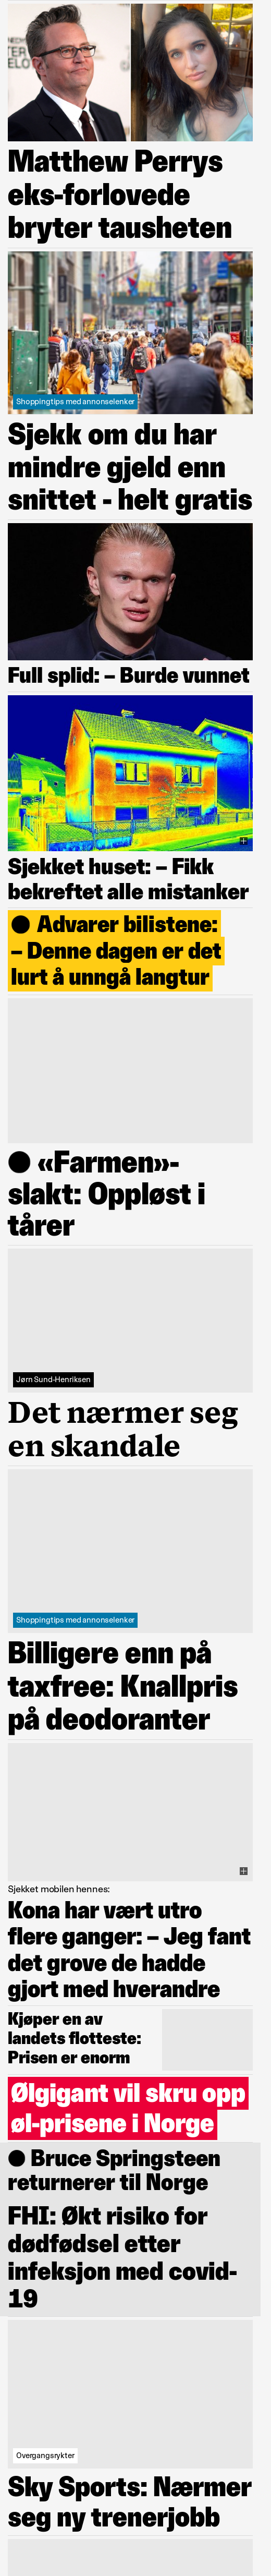 Matthew Perrys
eks-forlovede
bryter tausheten
Shoppingtips med annonselenker
Sjekk om du har
mindre gjeld enn
snittet - helt gratis
Full splid: – Burde vunnet
Sjekket huset: – Fikk
bekreftet alle mistanker
Advarer bilistene:
– Denne dagen er det
lurt å unngå langtur
«Farmen»-
slakt: Oppløst i
tårer
Jørn Sund-Henriksen
Det nærmer seg
en skandale
Shoppingtips med annonselenker
Billigere enn på
taxfree: Knallpris
på deodoranter
Sjekket mobilen hennes:
Kona har vært utro
flere ganger: – Jeg fant
det grove de hadde
gjort med hverandre
Kjøper en av
landets flotteste:
Prisen er enorm
Ølgigant vil skru opp
øl-prisene i Norge
Bruce Springsteen
returnerer til Norge
FHI: Økt risiko for
dødfødsel etter
infeksjon med covid-
19
Overgangsrykter
Sky Sports: Nærmer
seg ny trenerjobb